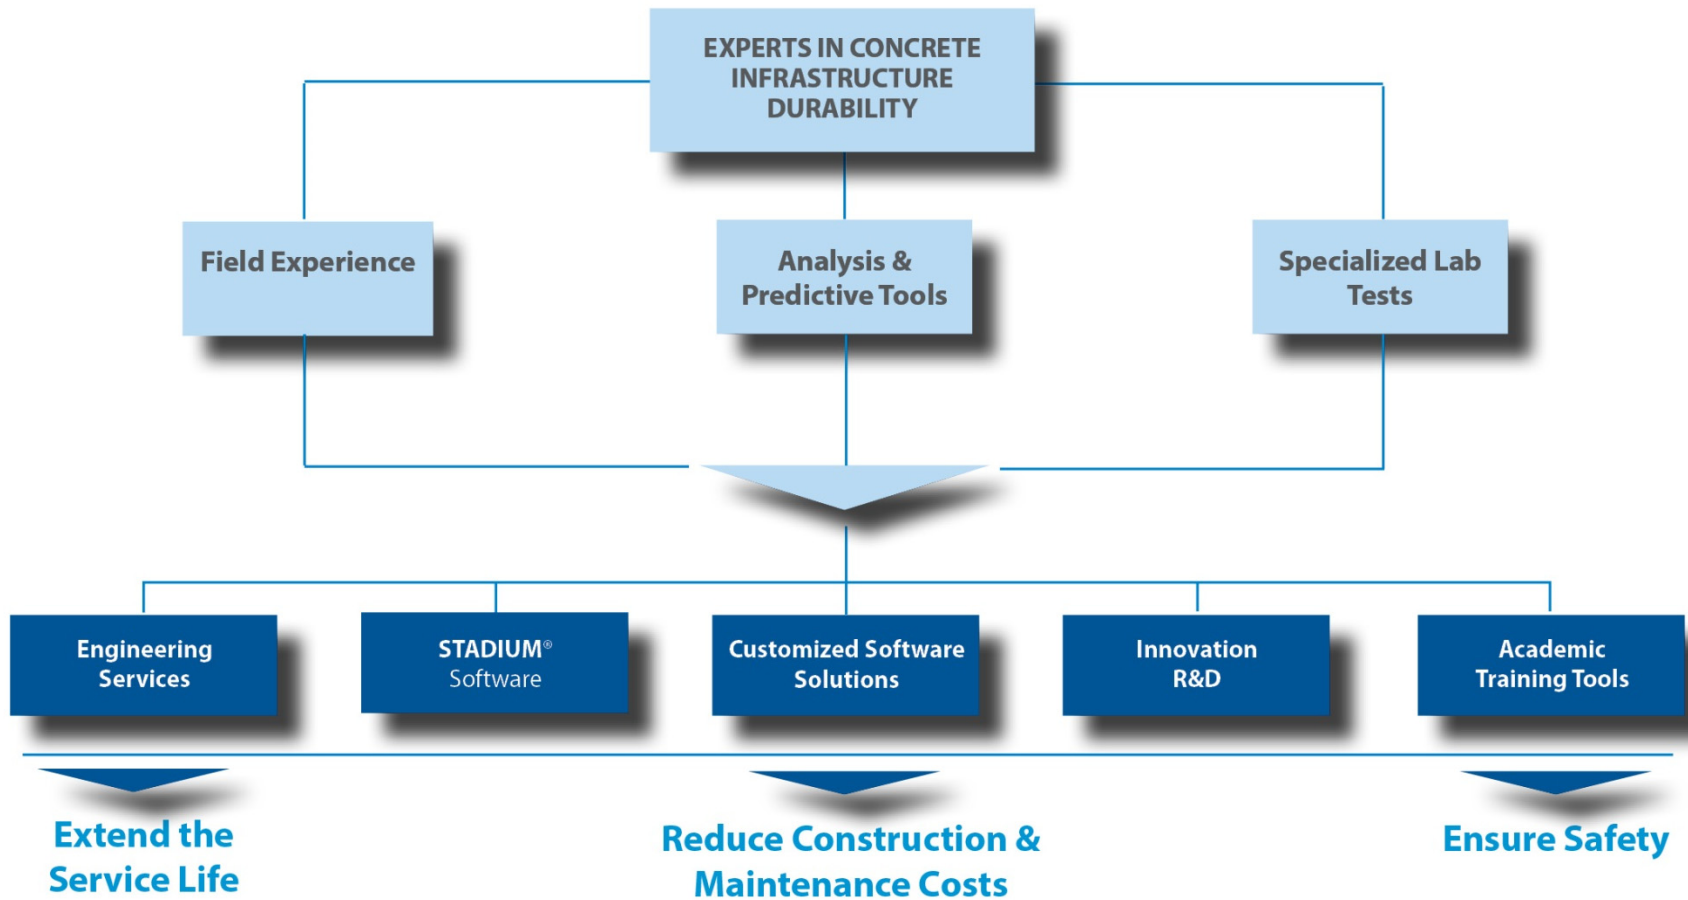 EXPERTS IN CONCRETE
INFRASTRUCTURE
DURABILITY
Field Experience
Analysis &
Predictive Tools
Specialized Lab
Tests
Engineering
Services
STADIUM®
Software
Customized Software
Solutions
Innovation
R&D
Academic
Training Tools
Extend the
Service Life
Reduce Construction &
Maintenance Costs
Ensure Safety